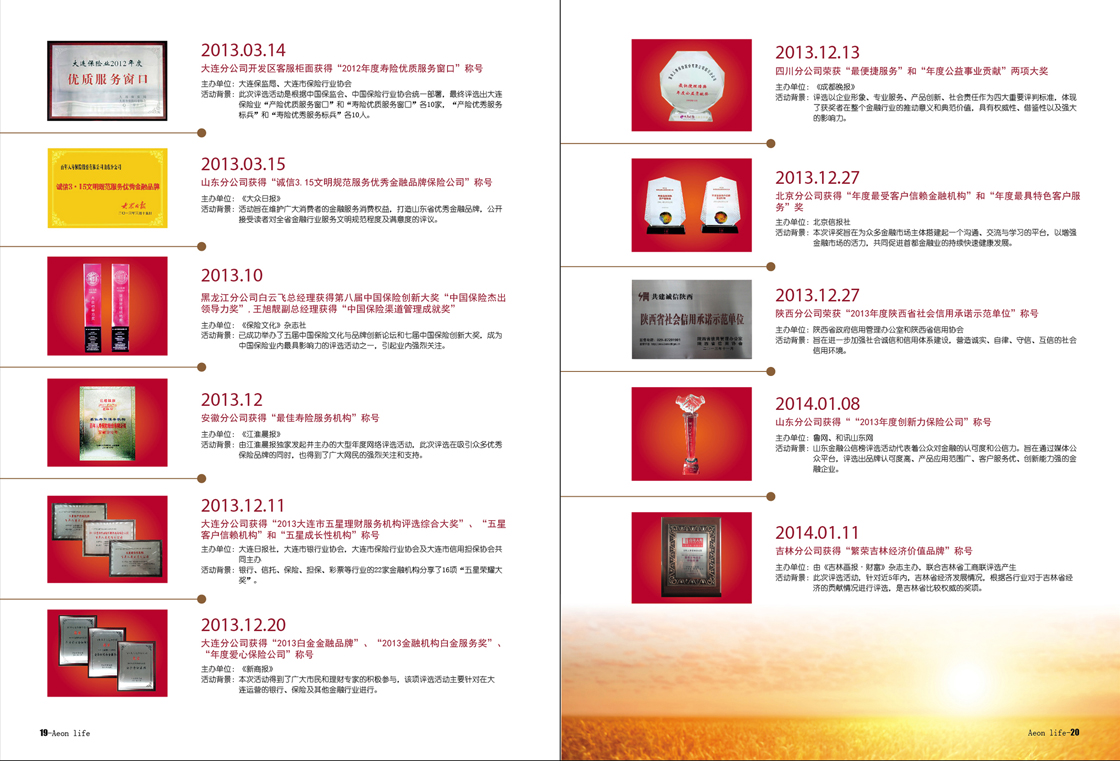 大连保险业2012年度
优质服务窗口
2013.03.14
大连分公司开发区客服柜面获得“2012年度寿险优质服务窗口”称号
主办单位：大连保监局、大连市保险行业协会
活动背景：此次评选活动是根据中国保监会、中国保险行业协会统一部署，最终评选出大连
保险业“产险优质服务窗口”和“寿险优质服务窗口”各10家，“产险优秀服务
标兵”和“寿险优秀服务标兵”各10人。
诚信3·15文明规范服务优秀金融品牌
大众日报
2013.03.15
山东分公司获得“诚信3.15文明规范服务优秀金融品牌保险公司”称号
主办单位：《大众日报》
活动背景：活动旨在维护广大消费者的金融服务消费权益，打造山东省优秀金融品牌，公开
接受读者对全省金融行业服务文明规范程度及满意度的评议。
2013.10
黑龙江分公司白云飞总经理获得第八届中国保险创新大奖“中国保险杰出
领导力奖”,王旭靓副总经理获得“中国保险渠道管理成就奖”
主办单位：《保险文化》杂志社
活动背景：已成功举办了五届中国保险文化与品牌创新论坛和七届中国保险创新大奖，成为
中国保险业内最具影响力的评选活动之一，引起业内强烈关注。
2013.12
安徽分公司获得“最佳寿险服务机构”称号
主办单位：《江淮晨报》
活动背景：由江淮晨报独家发起并主办的大型年度网络评选活动，此次评选在吸引众多优秀
保险品牌的同时，也得到了广大网民的强烈关注和支持。
2013.12.11
大连分公司获得“2013大连市五星理财服务机构评选综合大奖”、“五星
客户信赖机构”和“五星成长性机构”称号
主办单位：大连日报社，大连市银行业协会，大连市保险行业协会及大连市信用担保协会共
同主办
活动背景：银行、信托、保险、担保、彩票等行业的22家金融机构分享了16项“五星荣耀大
奖”。
2013.12.20
大连分公司获得“2013白金金融品牌”、“2013金融机构白金服务奖”、
“年度爱心保险公司”称号
主办单位：《新商报》
活动背景：本次活动得到了广大市民和理财专家的积极参与，该项评选活动主要针对在大
连运营的银行、保险及其他金融行业进行。
19-Aeon life
2013.12.13
四川分公司荣获“最便捷服务”和“年度公益事业贡献”两项大奖
主办单位：《成都晚报》
活动背景：评选以企业形象、专业服务、产品创新、社会责任作为四大重要评判标准，体现
了获奖者在整个金融行业的推动意义和典范价值，具有权威性、借鉴性以及强大
的影响力。
2013.12.27
北京分公司获得“年度最受客户信赖金融机构”和“年度最具特色客户服
务”奖
主办单位：北京信报社
活动背景：本次评奖旨在为众多金融市场主体搭建起一个沟通、交流与学习的平台，以增强
金融市场的活力，共同促进首都金融业的持续快速健康发展。
共建诚信陕西
陕西省社会信用承诺示范单位
2013.12.27
陕西分公司荣获“2013年度陕西省社会信用承诺示范单位”称号
主办单位：陕西省政府信用管理办公室和陕西省信用协会
活动背景：旨在进一步加强社会诚信和信用体系建设，营造诚实、自律、守信、互信的社会
信用环境。
2014.01.08
山东分公司获得““2013年度创新力保险公司”称号
主办单位：鲁网、和讯山东网
活动背景：山东金融公信榜评选活动代表着公众对金融的认可度和公信力。旨在通过媒体公
众平台，评选出品牌认可度高、产品应用范围广、客户服务优、创新能力强的金
融企业。
2014.01.11
吉林分公司获得“繁荣吉林经济价值品牌”称号
主办单位：由《吉林画报·财富》杂志主办，联合吉林省工商联评选产生
活动背景：此次评选活动，针对近5年内，吉林省经济发展情况，根据各行业对于吉林省经
济的贡献情况进行评选，是吉林省比较权威的奖项。
Aeon life-20